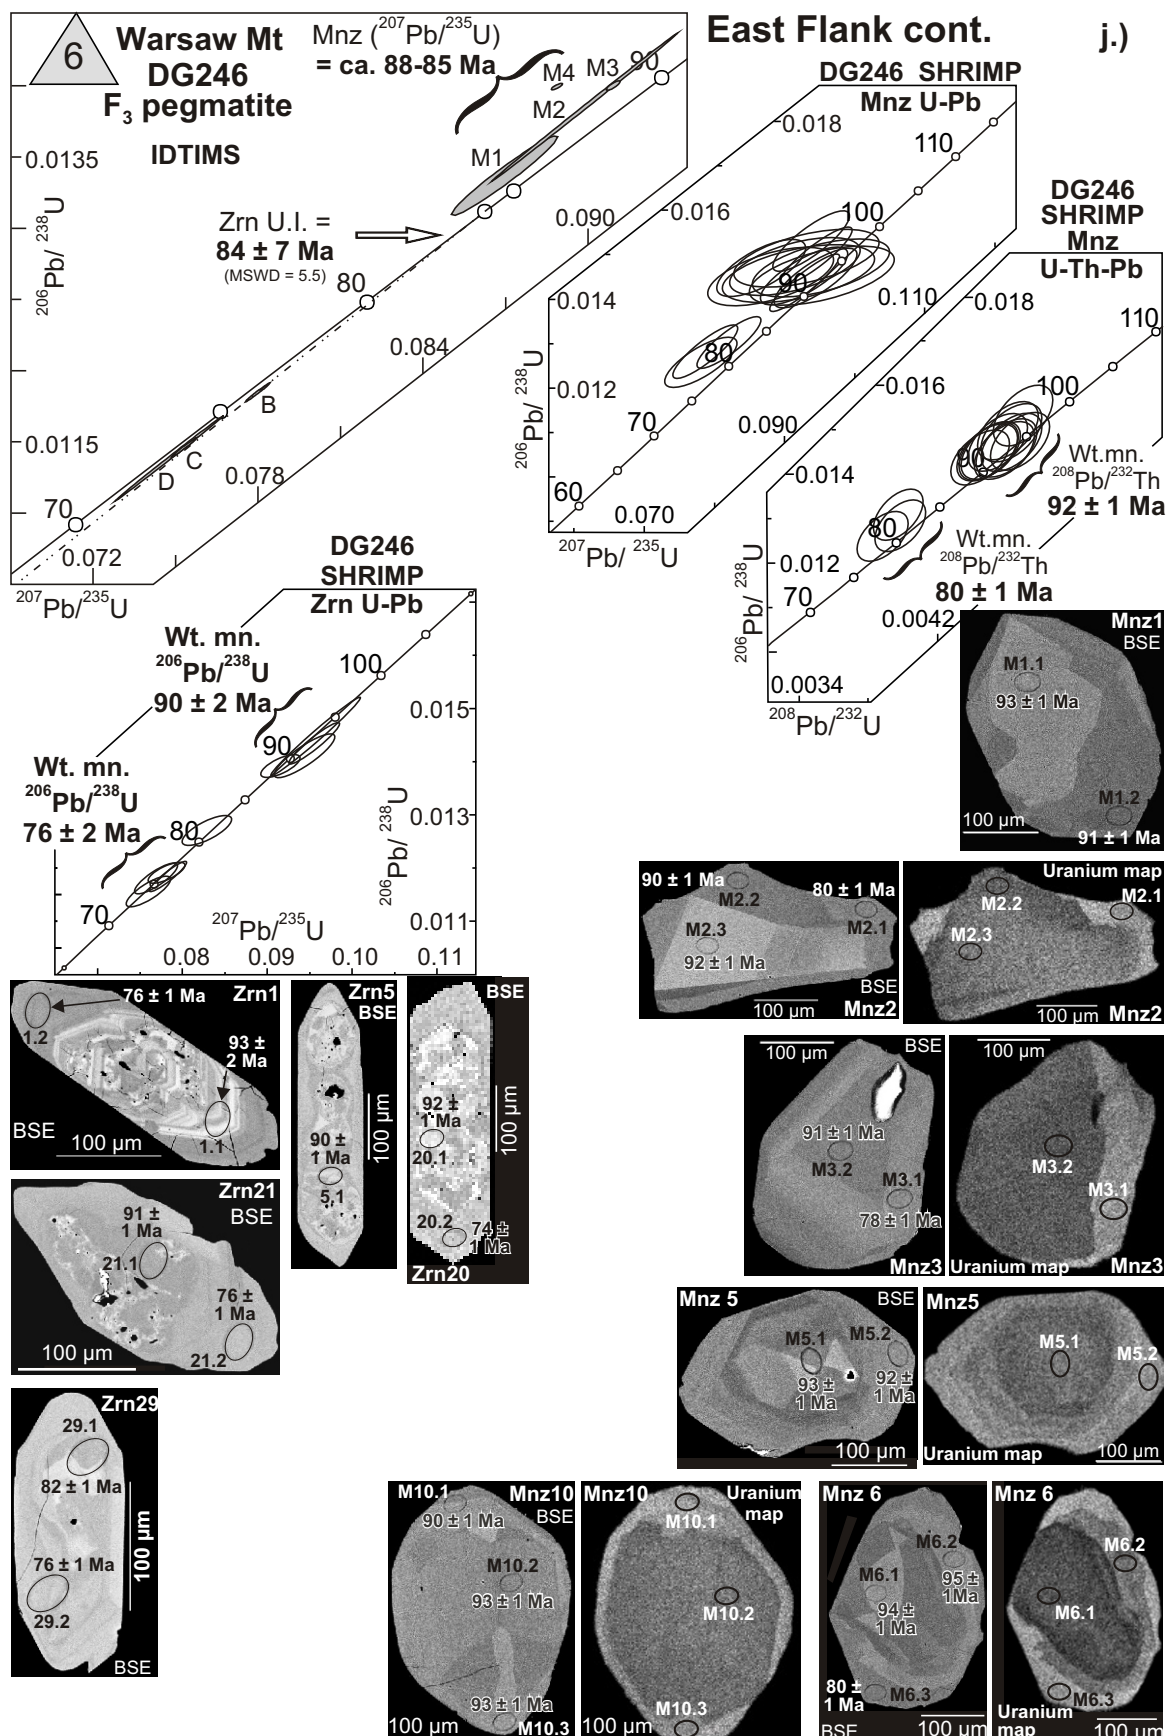 East Flank cont.
j.)
6
Warsaw Mt
DG246
F3 pegmatite
IDTIMS
Mnz (207Pb/235U)
= ca. 88-85 Ma
M4
M3
90
M2
M1
0.0135
206Pb/ 238U
Zrn U.I. =
84 ± 7 Ma
(MSWD = 5.5)
80
0.090
0.084
B
0.0115
C
D
0.078
70
0.072
207Pb/235U
DG246 SHRIMP
Mnz U-Pb
0.018
110
0.016
100
90
0.014
0.110
80
206Pb/ 238U
0.012
70
0.090
60
0.070
207Pb/ 235U
DG246
SHRIMP
Mnz
U-Th-Pb
0.018
110
0.016
100
90
Wt.mn.
208Pb/232Th
92 ± 1 Ma
0.014
80
Wt.mn.
208Pb/232Th
80 ± 1 Ma
0.012
70
0.0042
206Pb/ 238U
0.0034
208Pb/232U
DG246
SHRIMP
Zrn U-Pb
Wt. mn.
206Pb/238U
90 ± 2 Ma
100
0.015
90
Wt. mn.
206Pb/238U
76 ± 2 Ma
80
0.013
206Pb/ 238U
70
0.011
207Pb/235U
0.08
0.09
0.10
0.11
Mnz1
BSE
M1.1
93 ± 1 Ma
M1.2
100 µm
91 ± 1 Ma
90 ± 1 Ma
M2.2
80 ± 1 Ma
M2.1
M2.3
92 ± 1 Ma
BSE
100 µm
Mnz2
Uranium map
M2.1
M2.2
M2.3
100 µm
Mnz2
76 ± 1 Ma
Zrn1
1.2
93 ±
2 Ma
BSE
100 µm
1.1
Zrn5
BSE
90 ±
1 Ma
5.1
100 µm
BSE
92 ±
1 Ma
20.1
100 µm
20.2
74 ±
1 Ma
Zrn20
100 µm
BSE
91 ± 1 Ma
M3.2
M3.1
78 ± 1 Ma
Mnz3
100 µm
M3.2
M3.1
Uranium map
Mnz3
Zrn21
BSE
91 ±
1 Ma
21.1
76 ±
1 Ma
100 µm
21.2
Mnz 5
BSE
M5.1
M5.2
93 ±
1 Ma
92 ±
1 Ma
100 µm
Mnz5
M5.1
M5.2
Uranium map
100 µm
Zrn29
29.1
82 ± 1 Ma
76 ± 1 Ma
29.2
100 µm
BSE
M10.1
Mnz10
BSE
90 ± 1 Ma
M10.2
93 ± 1 Ma
93 ± 1 Ma
100 µm
M10.3
Mnz10
Uranium
map
M10.1
M10.2
M10.3
100 µm
Mnz 6
M6.2
M6.1
95 ±
1Ma
94 ±
1 Ma
80 ±
1 Ma
M6.3
BSE
100 µm
Mnz 6
M6.2
M6.1
M6.3
Uranium
map
100 µm